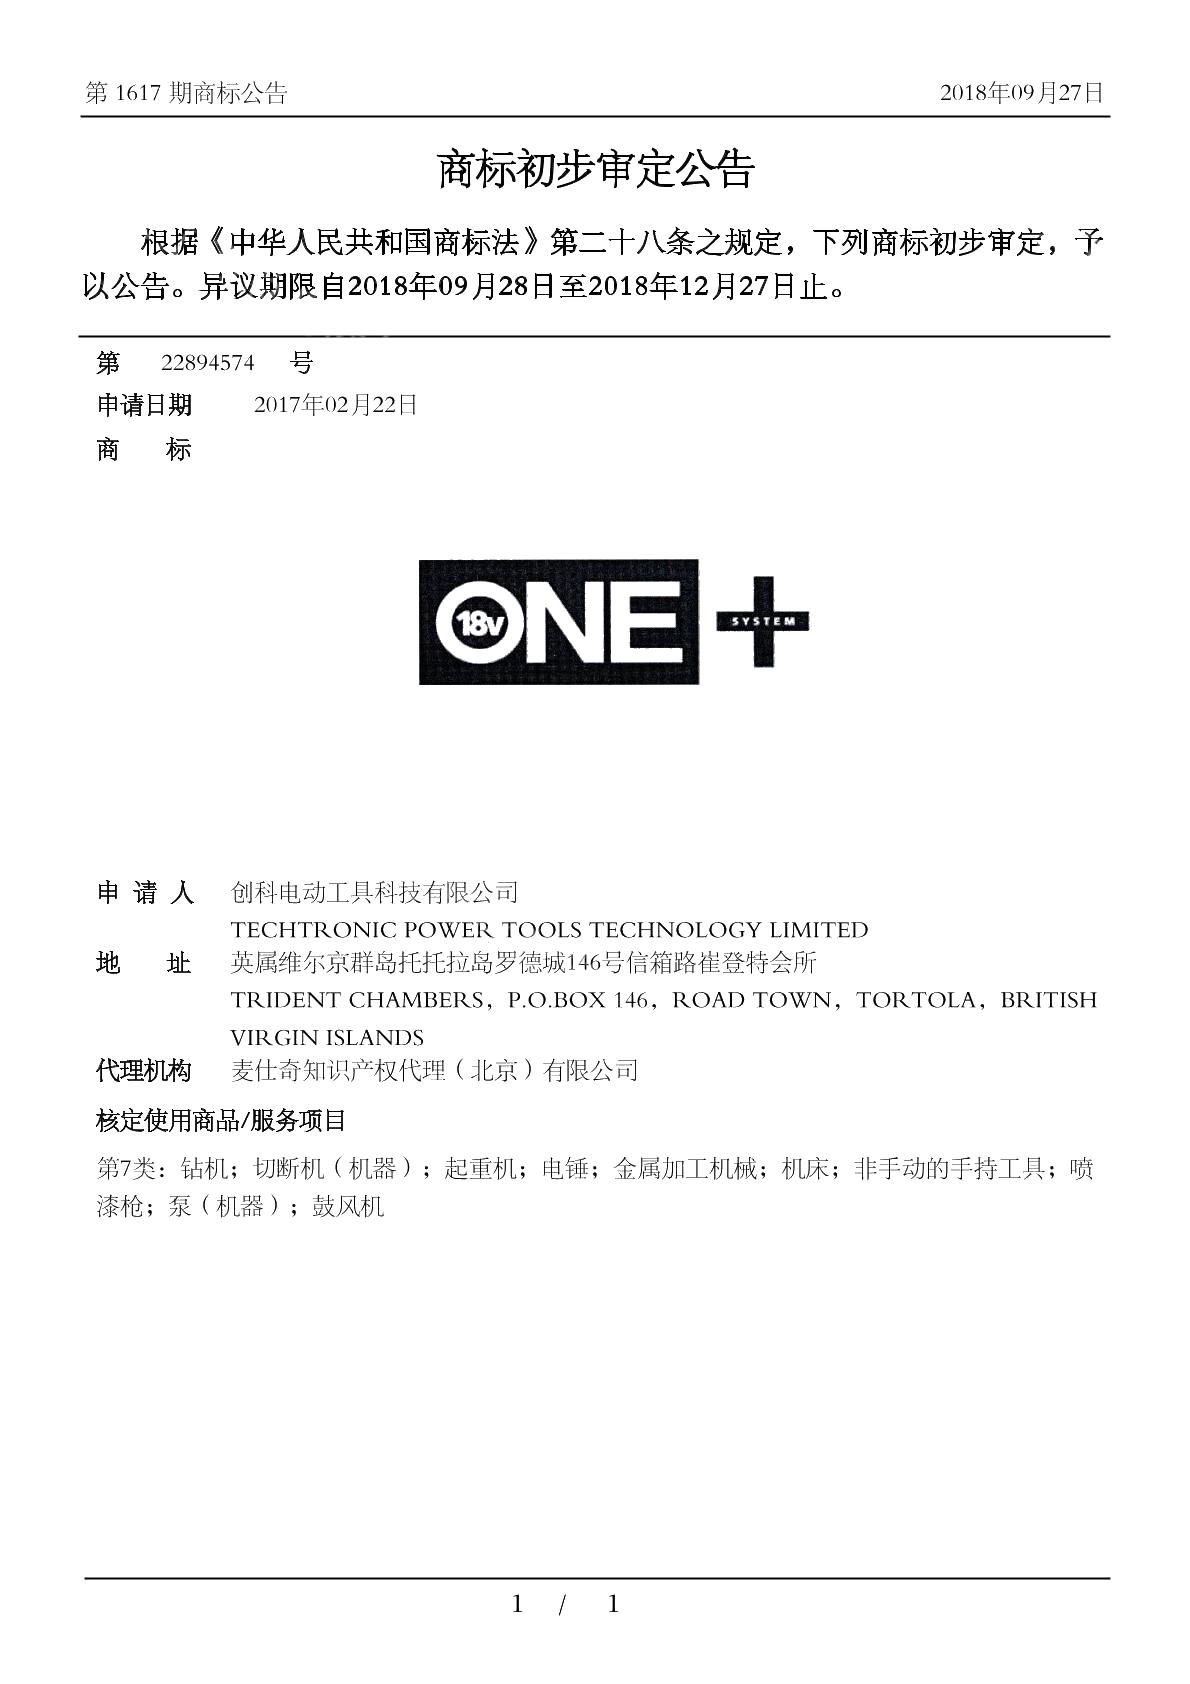 第 1617 期商标公告 2018年09月27日
商标初步审定公告
根据《中华人民共和国商标法》第二十八条之规定，下列商标初步审定，予
以公告。异议期限自2018年09月28日至2018年12月27日止。
第 22894574 号
申请日期 2017年02月22日
商 标
18v ONE SYSTEM
申 请 人 创科电动工具科技有限公司
TECHTRONIC POWER TOOLS TECHNOLOGY LIMITED
地 址 英属维尔京群岛托托拉岛罗德城146号信箱路崔登特会所
TRIDENT CHAMBERS，P.O.BOX 146，ROAD TOWN，TORTOLA，BRITISH
VIRGIN ISLANDS
代理机构 麦仕奇知识产权代理（北京）有限公司
核定使用商品/服务项目
第7类：钻机；切断机（机器）；起重机；电锤；金属加工机械；机床；非手动的手持工具；喷
漆枪；泵（机器）；鼓风机
1 / 1